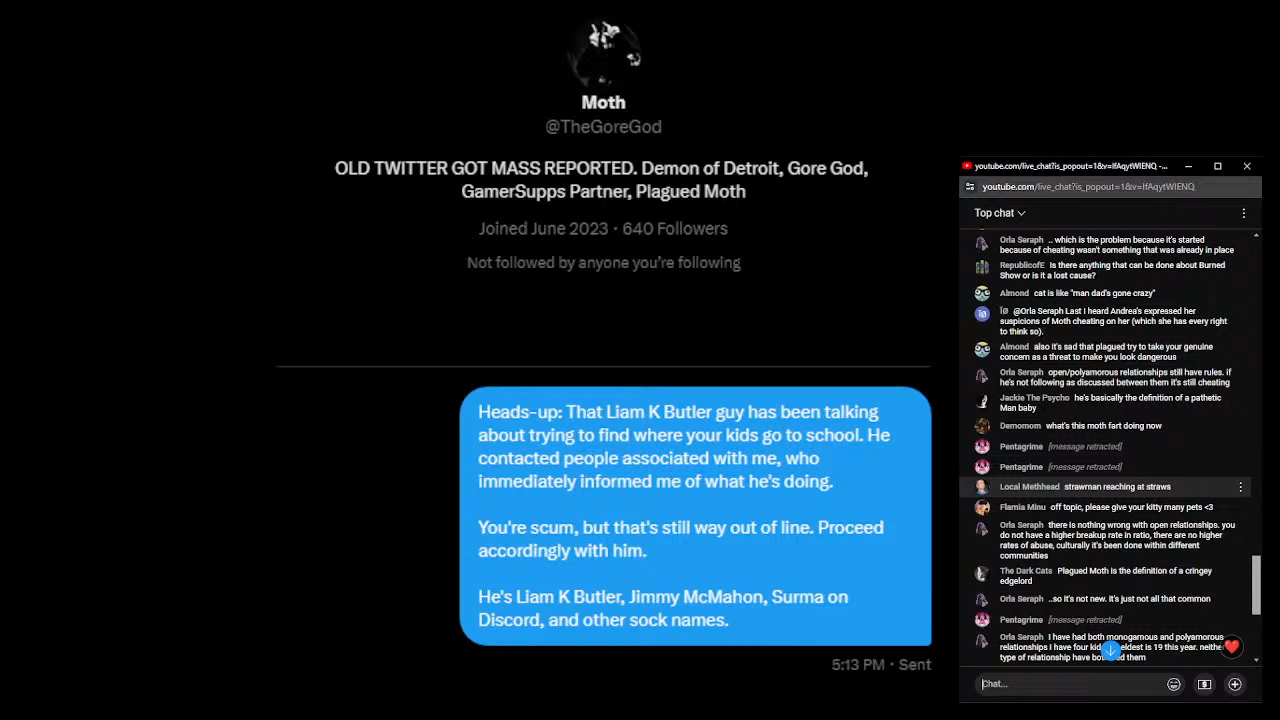 Moth
@TheGoreGod
OLD TWITTER GOT MASS REPORTED. Demon of Detroit, Gore God,
GamerSupps Partner, Plagued Moth
Joined June 2023 · 640 Followers
Not followed by anyone you're following
Heads-up: That Liam K Butler guy has been talking
about trying to find where your kids go to school. He
contacted people associated with me, who
immediately informed me of what he's doing.
You're scum, but that's still way out of line. Proceed
accordingly with him.
He's Liam K Butler, Jimmy McMahon, Surma on
Discord, and other sock names.
5:13 PM · Sent
youtube.com/live_chat?is_popout=1&v=IfAqytWIENQ -...
youtube.com/live_chat?is_popout=1&v=IfAqytWIENQ
Top chat
Orla Seraph .. which is the problem because it's started
because of cheating wasn't something that was already in place
RepublicofE Is there anything that can be done about Burned
Show or is it a lost cause?
Almond cat is like "man dad's gone crazy"
@Orla Seraph Last I heard Andrea's expressed her
suspicions of Moth cheating on her (which she has every right
to think so).
Almond also it's sad that plagued try to take your genuine
concern as a threat to make you look dangerous
Orla Seraph open/polyamorous relationships still have rules. if
he's not following as discussed between them it's still cheating
Jackie The Psycho he's basically the definition of a pathetic
Man baby
Demomom what's this moth fart doing now
Pentagrime [message retracted]
Pentagrime [message retracted]
Local Methhead strawman reaching at straws
Flamia Minu off topic, please give your kitty many pets <3
Orla Seraph there is nothing wrong with open relationships. you
do not have a higher breakup rate in ratio, there are no higher
rates of abuse, culturally it's been done within different
communities
The Dark Cats Plagued Moth is the definition of a cringey
edgelord
Orla Seraph ..so it's not new. it's just not all that common
Pentagrime [message retracted]
Orla Seraph I have had both monogamous and polyamorous
relationships I have four eldest is 19 this year.
type of relationship have them
Chat...